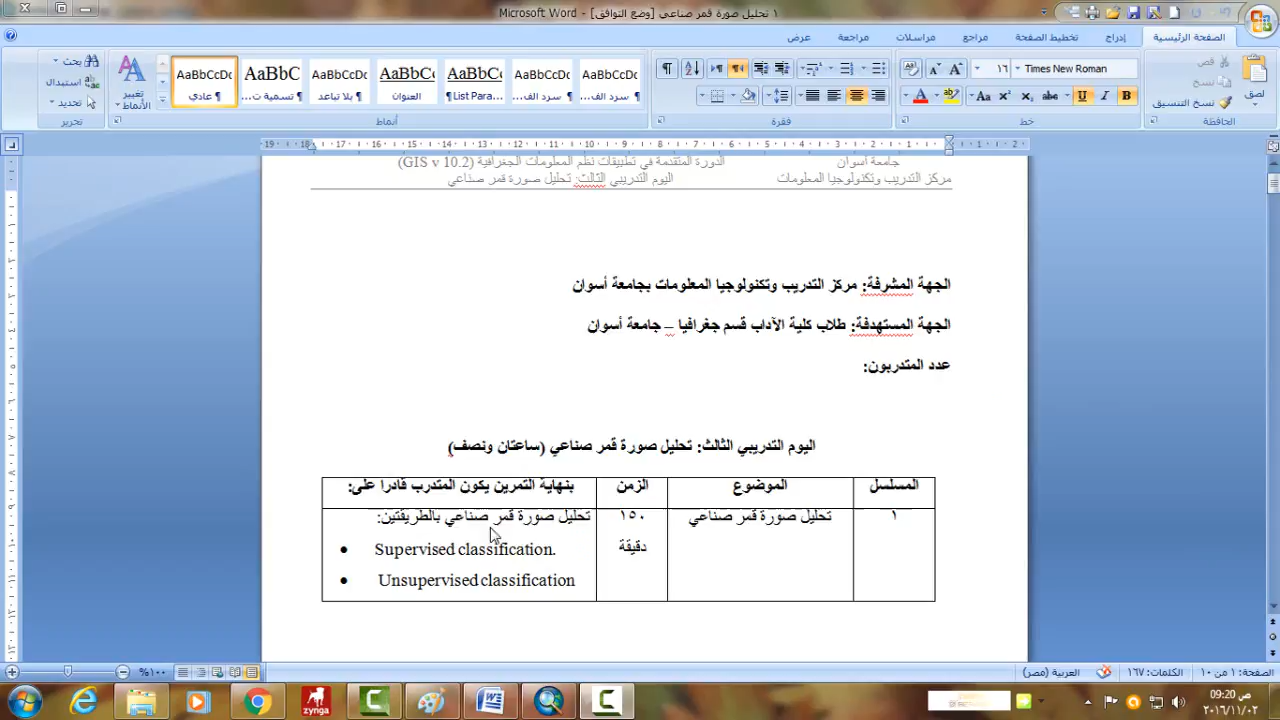 ١ تحليل صورة قمر صناعي [وضع التوافق] - Microsoft Word
الصفحة الرئيسية
إدراج
تخطيط الصفحة
مراجع
مراسلات
مراجعة
عرض
لصق
قص
نسخ
نسخ التنسيق
الحافظة
Times New Roman
١٦
خط
فقرة
AaBbCcDc
عادي
AaBbC
تسمية ت...
AaBbCcDc
بلا تباعد
AaBbCcDc
العنوان
AaBbCcDc
List Para...
AaBbCcDc
سرد الف...
AaBbCcDc
سرد الف...
تغيير الأنماط
أنماط
بحث
استبدال
تحديد
تحرير
جامعة أسوان
الدورة المتقدمة في تطبيقات نظم المعلومات الجغرافية (GIS v 10.2)
مركز التدريب وتكنولوجيا المعلومات
اليوم التدريبي الثالث: تحليل صورة قمر صناعي
الجهة المشرفة: مركز التدريب وتكنولوجيا المعلومات بجامعة أسوان
الجهة المستهدفة: طلاب كلية الآداب قسم جغرافيا – جامعة أسوان
عدد المتدربون:
اليوم التدريبي الثالث: تحليل صورة قمر صناعي (ساعتان ونصف)
المسلسل الموضوع الزمن بنهاية التمرين يكون المتدرب قادرا على:
١ تحليل صورة قمر صناعي ١٥٠ تحليل صورة قمر صناعي بالطريقتين:
دقيقة • Supervised classification.
• Unsupervised classification
الصفحة: ١ من ١٠
الكلمات: ١٦٧
العربية (مصر)
١٠٠%
zynga
09:20 ص
٢٠١٦/١١/٠٢